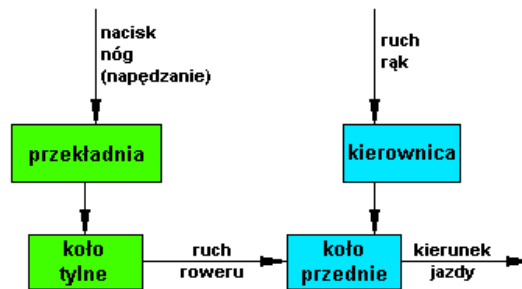 nacisk
nóg
(napędzanie)
ruch
rąk
przekładnia
kierownica
koło
tylne
ruch
roweru
koło
przednie
kierunek
jazdy